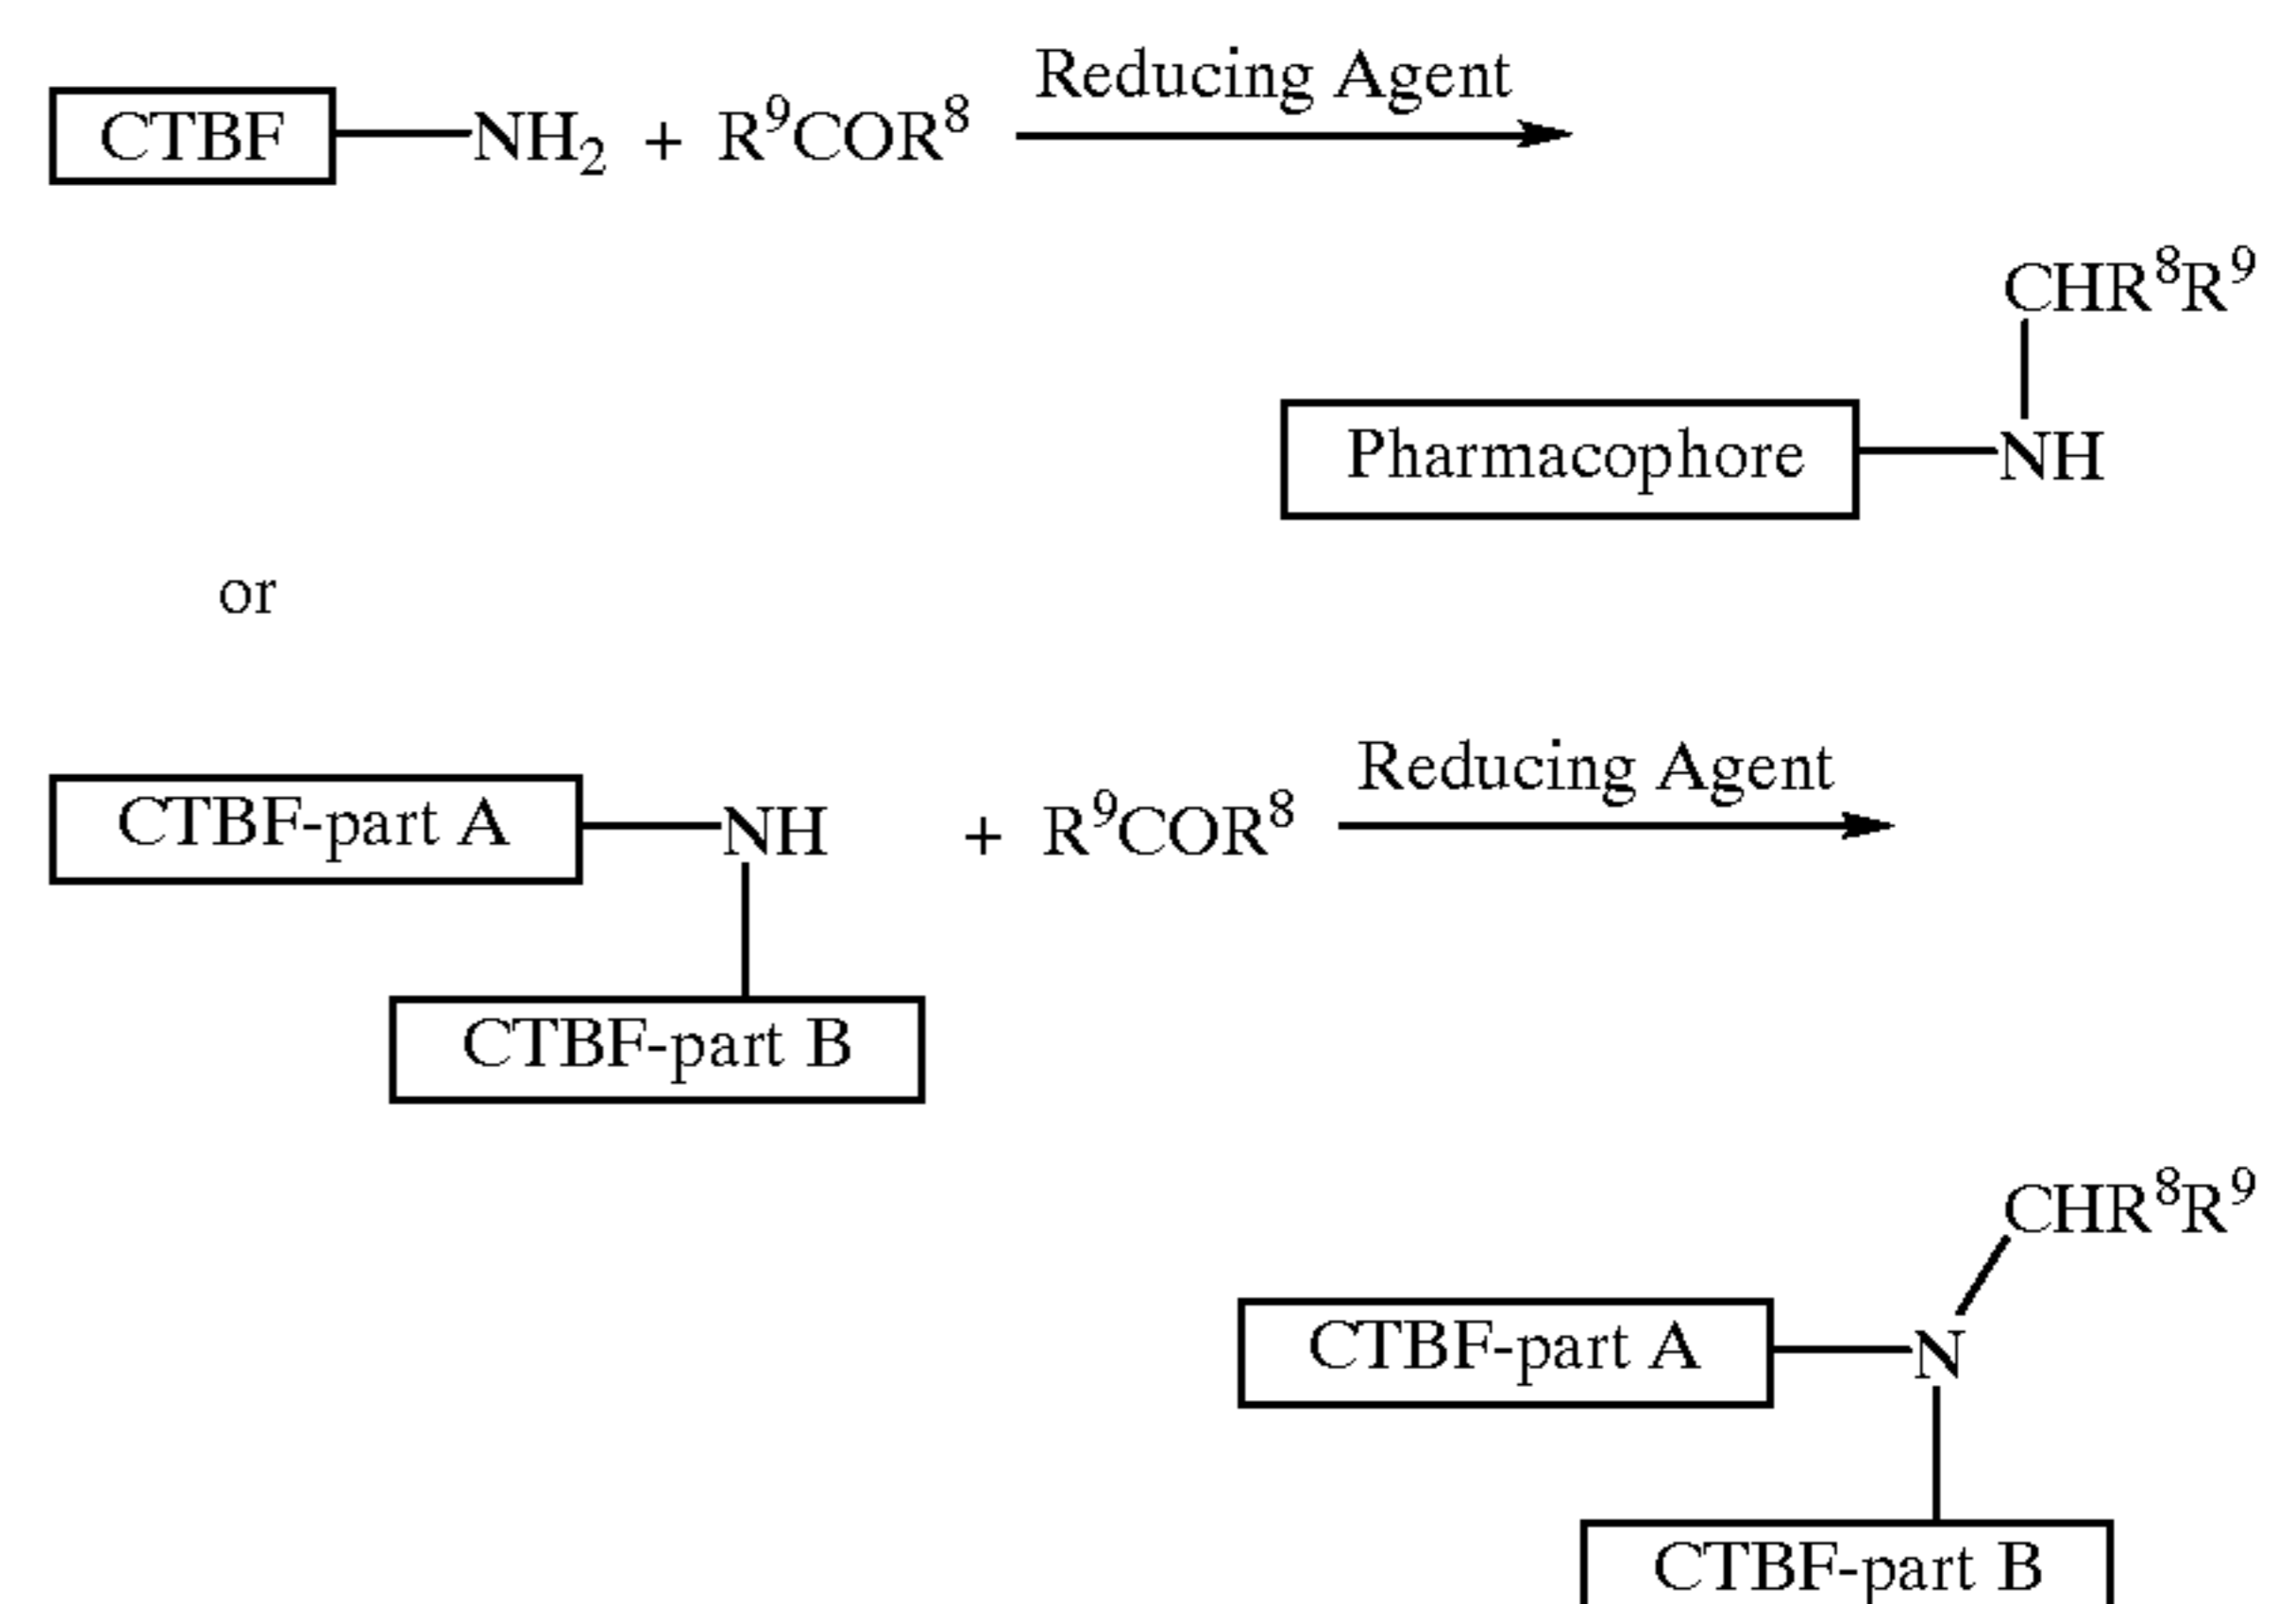 Reducing Agent
CTBF NH₂ + R⁹COR⁸
CHR⁸R⁹
Pharmacophore NH
or
Reducing Agent
CTBF-part A NH + R⁹COR⁸
CTBF-part B
CHR⁸R⁹
CTBF-part A N
CTBF-part B